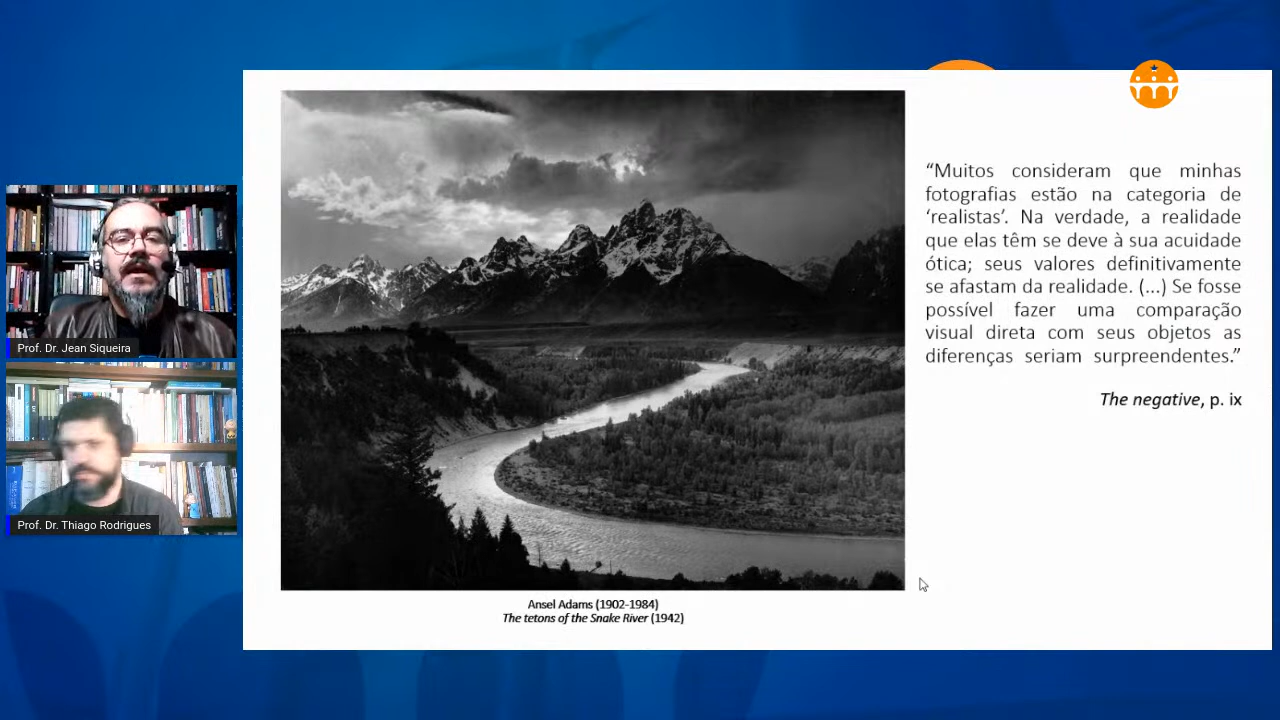 “Muitos consideram que minhas
fotografias estão na categoria de
‘realistas’. Na verdade, a realidade
que elas têm se deve à sua acuidade
ótica; seus valores definitivamente
se afastam da realidade. (...) Se fosse
possível fazer uma comparação
visual direta com seus objetos as
diferenças seriam surpreendentes.”
The negative, p. ix
Prof. Dr. Jean Siqueira
Prof. Dr. Thiago Rodrigues
Ansel Adams (1902-1984)
The tetons of the Snake River (1942)